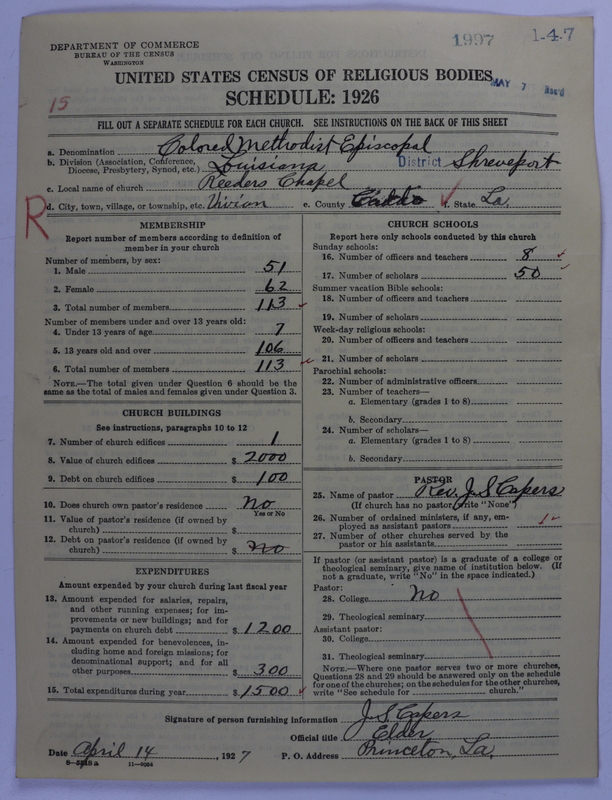 DEPARTMENT OF COMMERCE
BUREAU OF THE CENSUS
WASHINGTON
1997
1-4-7
UNITED STATES CENSUS OF RELIGIOUS BODIES
MAY 7 Rec'd
SCHEDULE: 1926
15
FILL OUT A SEPARATE SCHEDULE FOR EACH CHURCH. SEE INSTRUCTIONS ON THE BACK OF THIS SHEET
a. Denomination Colored Methodist Episcopal
b. Division (Association, Conference, Diocese, Presbytery, Synod, etc.) Louisiana District Shreveport
c. Local name of church Reeders Chapel
R
d. City, town, village, or township, etc. Vivian e. County Caddo f. State La.
MEMBERSHIP
Report number of members according to definition of
member in your church
Number of members, by sex:
1. Male 51
2. Female 62
3. Total number of members 113
Number of members under and over 13 years old:
4. Under 13 years of age 7
5. 13 years old and over 106
6. Total number of members 113
NOTE.—The total given under Question 6 should be the
same as the total of males and females given under Question 3.
CHURCH BUILDINGS
See instructions, paragraphs 10 to 12
7. Number of church edifices 1
8. Value of church edifices $ 2000
9. Debt on church edifices $ 100
10. Does church own pastor's residence No
Yes or No
11. Value of pastor's residence (if owned by
church) $
12. Debt on pastor's residence (if owned by
church) $ No
EXPENDITURES
Amount expended by your church during last fiscal year
13. Amount expended for salaries, repairs,
and other running expenses; for im-
provements or new buildings; and for
payments on church debt $ 1200
14. Amount expended for benevolences, in-
cluding home and foreign missions; for
denominational support; and for all
other purposes $ 300
15. Total expenditures during year $ 1500
CHURCH SCHOOLS
Report here only schools conducted by this church
Sunday schools:
16. Number of officers and teachers 8
17. Number of scholars 50
Summer vacation Bible schools:
18. Number of officers and teachers
19. Number of scholars
Week-day religious schools:
20. Number of officers and teachers
21. Number of scholars
Parochial schools:
22. Number of administrative officers
23. Number of teachers—
a. Elementary (grades 1 to 8)
b. Secondary
24. Number of scholars—
a. Elementary (grades 1 to 8)
b. Secondary
PASTOR
25. Name of pastor Rev. J. S. Capers
(If church has no pastor, write "None")
26. Number of ordained ministers, if any, em-
ployed as assistant pastors 1
27. Number of other churches served by the
pastor or his assistants
If pastor (or assistant pastor) is a graduate of a college or
theological seminary, give name of institution below. (If
not a graduate, write "No" in the space indicated.)
Pastor:
28. College No
29. Theological seminary
Assistant pastor:
30. College
31. Theological seminary
NOTE.—Where one pastor serves two or more churches,
Questions 28 and 29 should be answered only on the schedule
for one of the churches; on the schedules for the other churches,
write "See schedule for church."
Signature of person furnishing information J. S. Capers
Official title Elder
Date April 14, 1927 P. O. Address Princeton, La.
11-9034